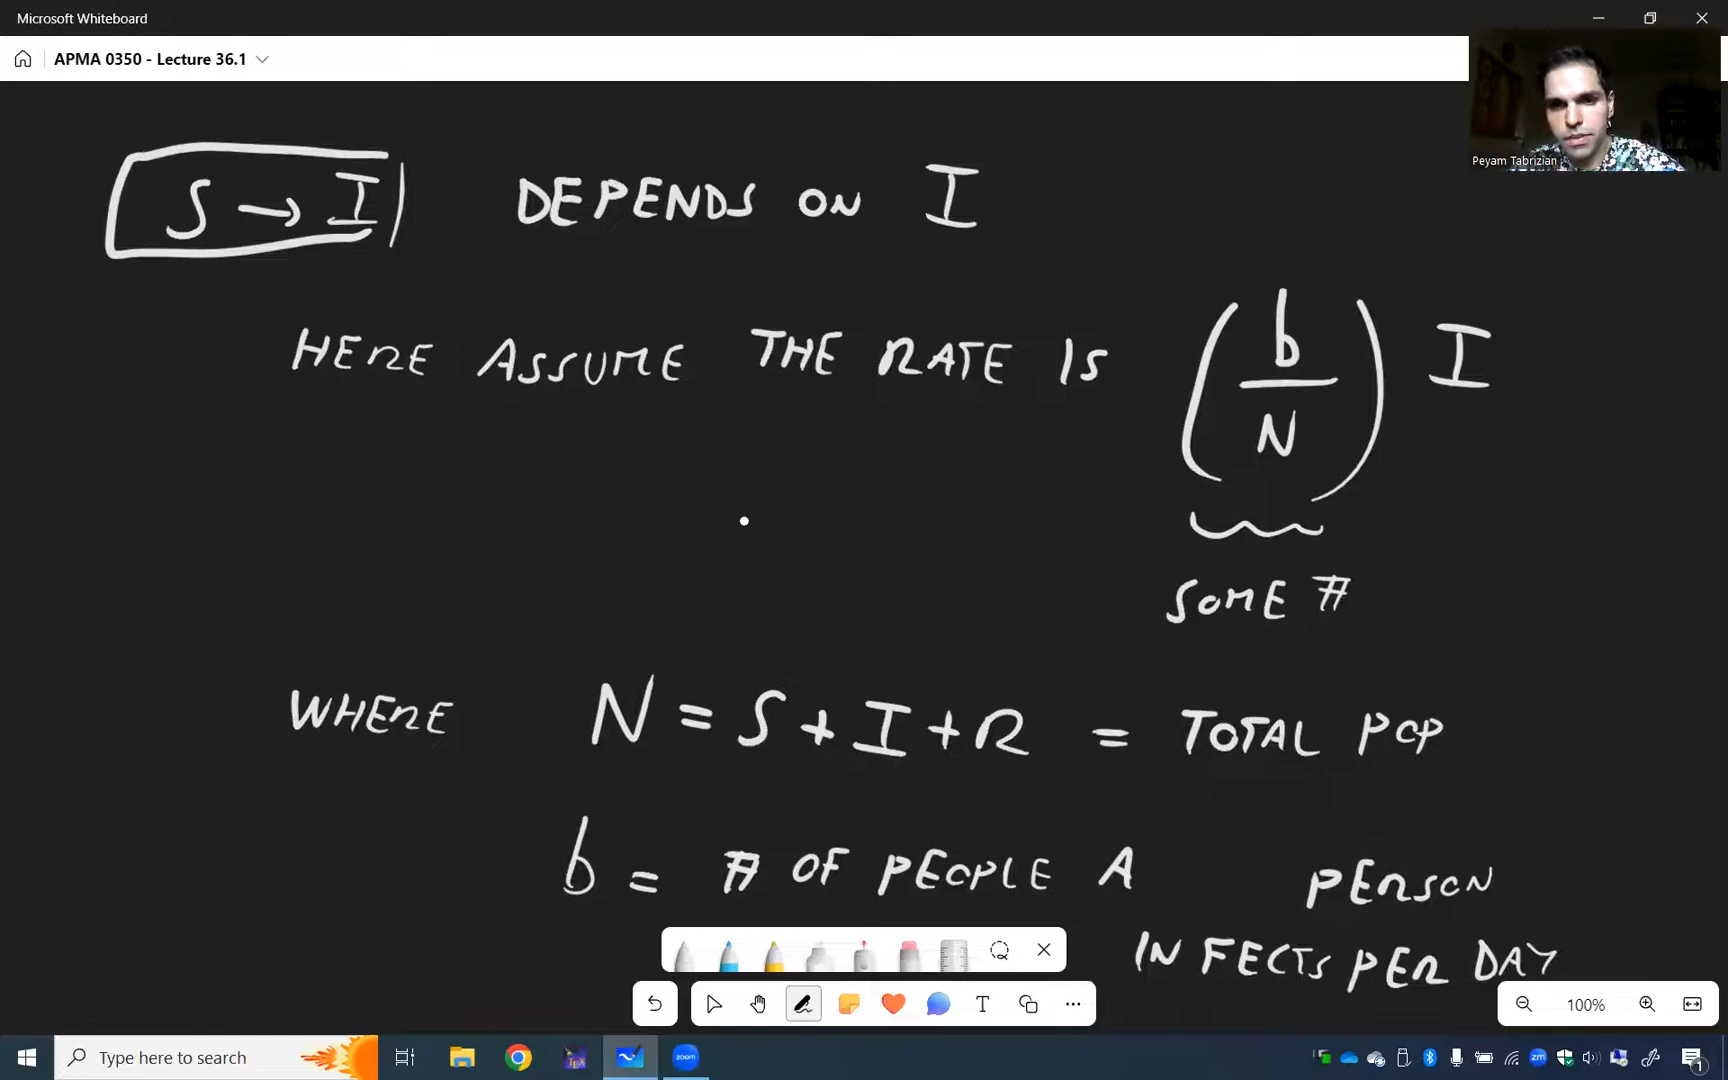 Microsoft Whiteboard
APMA 0350 - Lecture 36.1
Peyam Tabrizian
S → I DEPENDS ON I
HERE ASSUME THE RATE IS (b/N) I
SOME #
WHERE N = S + I + R = TOTAL POP
b = # OF PEOPLE A PERSON
INFECTS PER DAY
100%
Type here to search
zoom